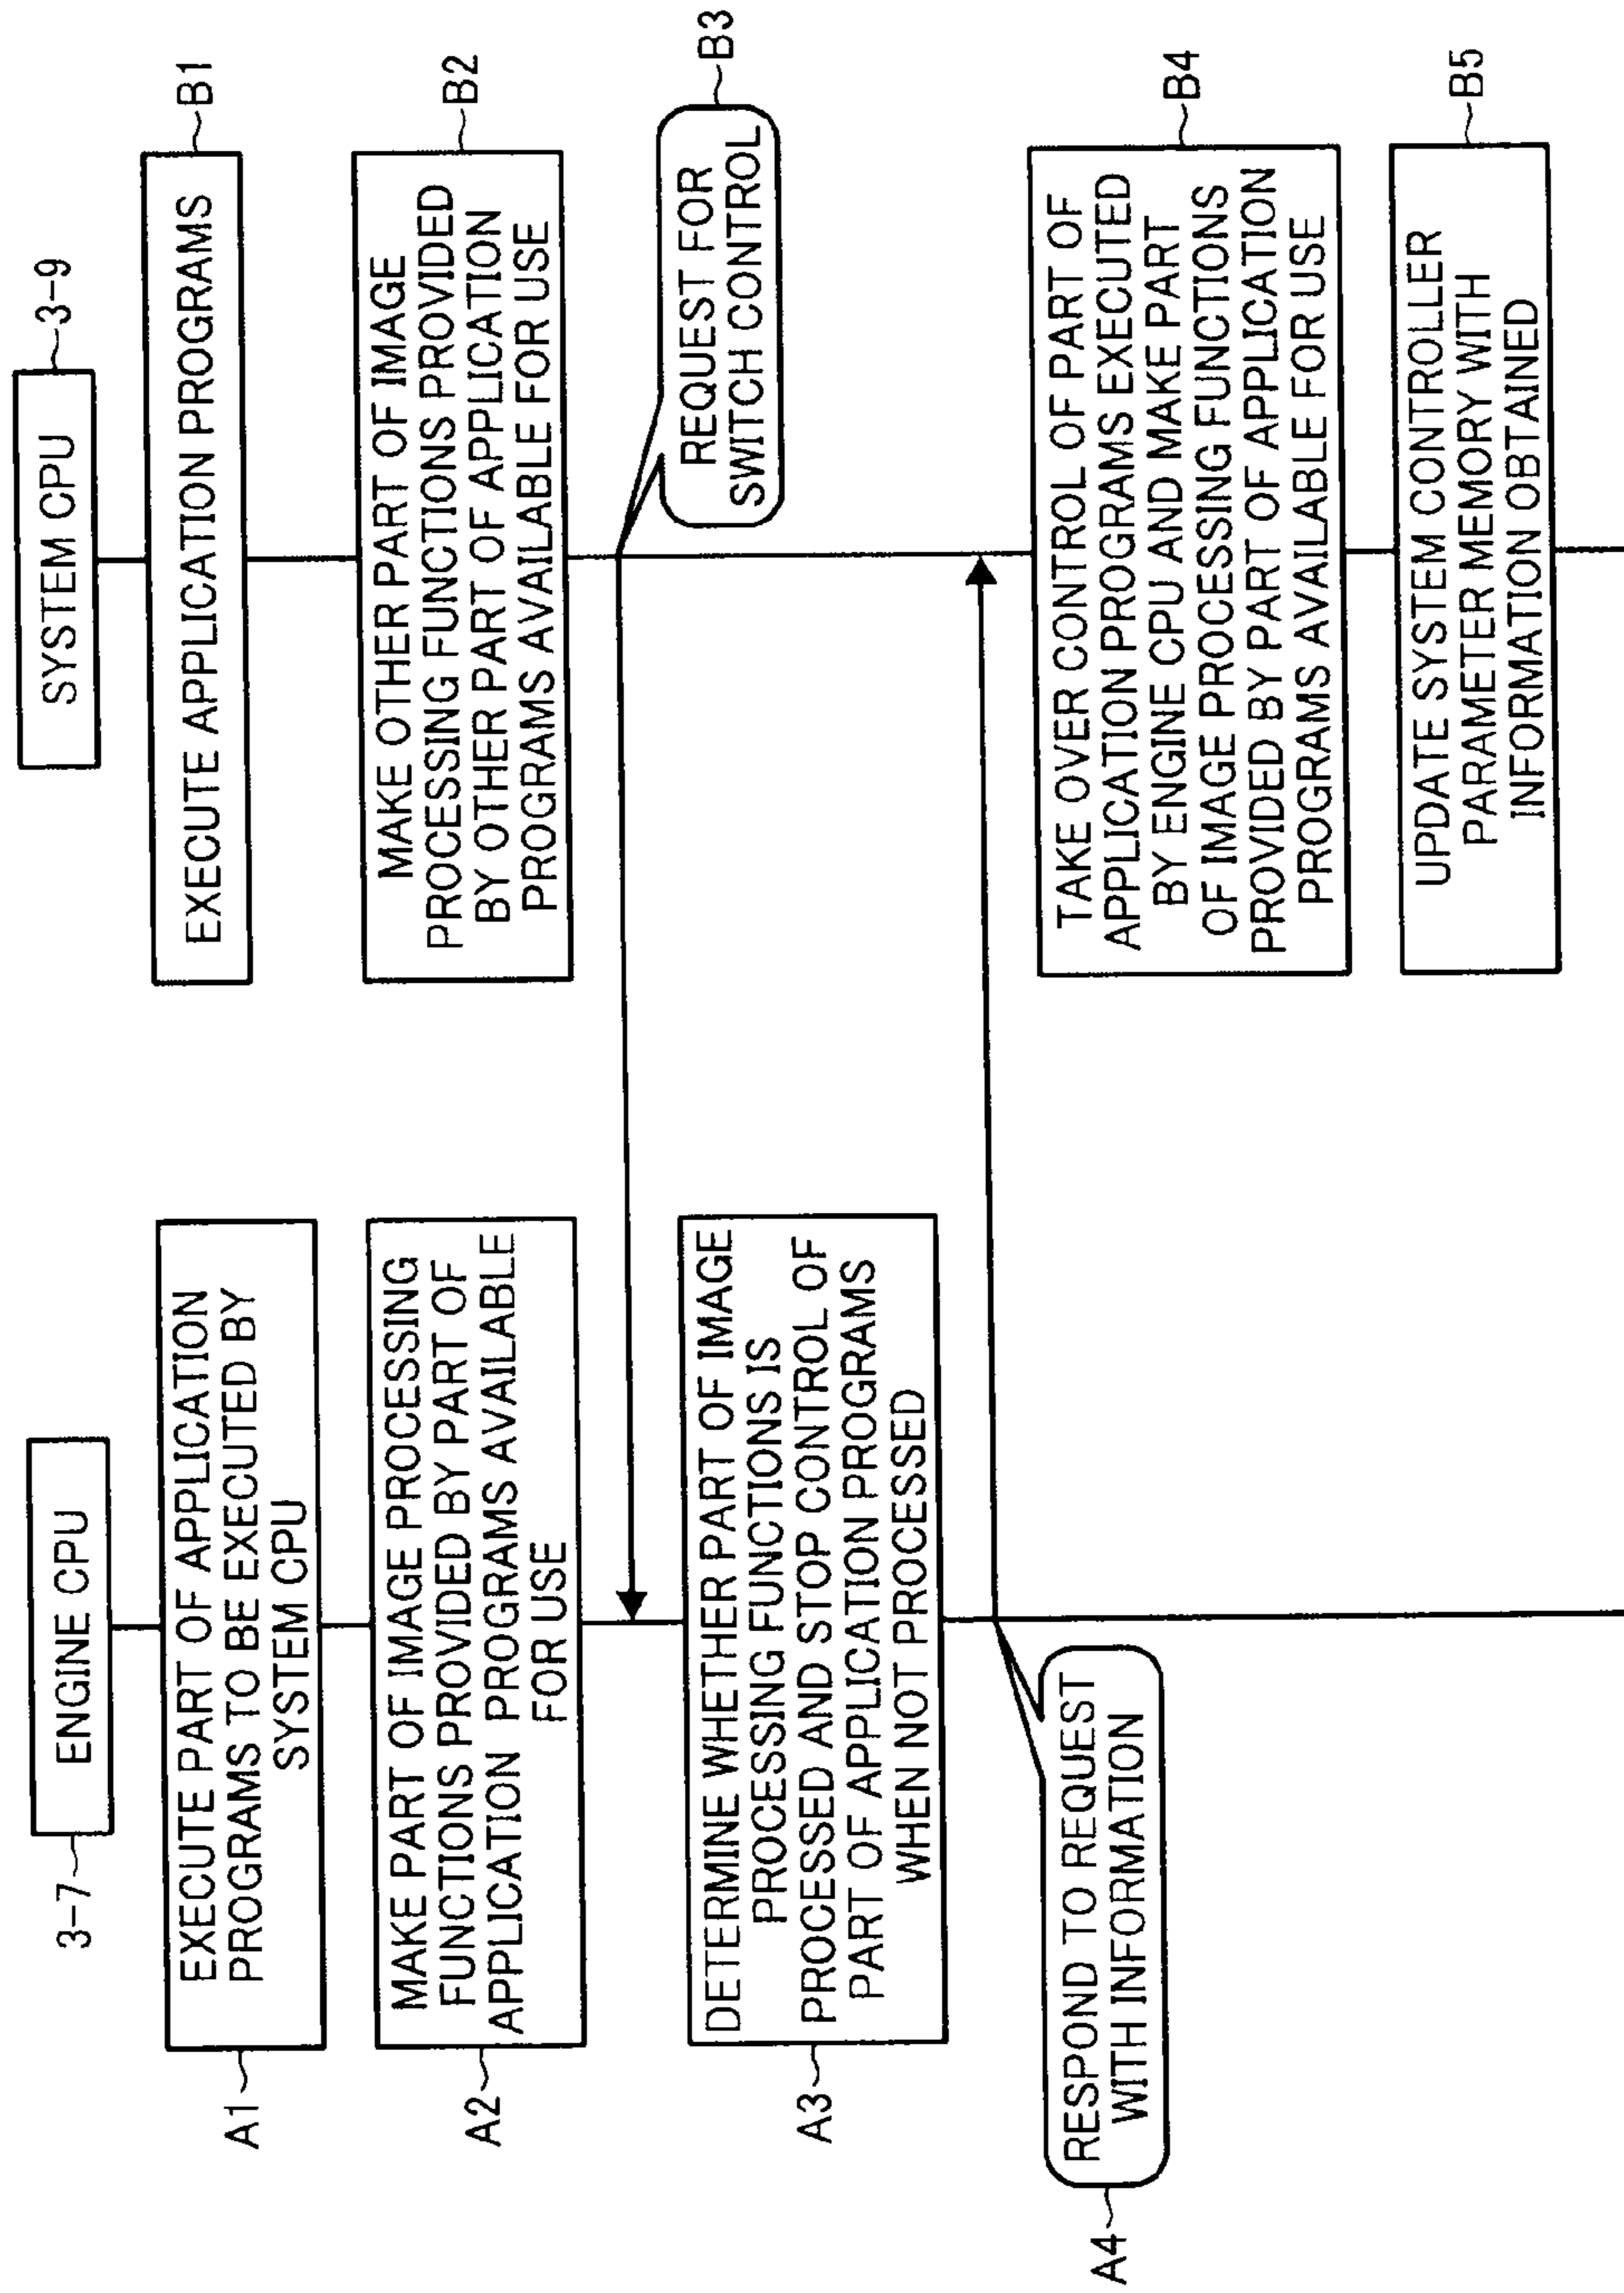 3-7
ENGINE CPU
A1
EXECUTE PART OF APPLICATION
PROGRAMS TO BE EXECUTED BY
SYSTEM CPU
A2
MAKE PART OF IMAGE PROCESSING
FUNCTIONS PROVIDED BY PART OF
APPLICATION PROGRAMS AVAILABLE
FOR USE
A3
DETERMINE WHETHER PART OF IMAGE
PROCESSING FUNCTIONS IS
PROCESSED AND STOP CONTROL OF
PART OF APPLICATION PROGRAMS
WHEN NOT PROCESSED
A4
RESPOND TO REQUEST
WITH INFORMATION
SYSTEM CPU
3-9
EXECUTE APPLICATION PROGRAMS
B1
MAKE OTHER PART OF IMAGE
PROCESSING FUNCTIONS PROVIDED
BY OTHER PART OF APPLICATION
PROGRAMS AVAILABLE FOR USE
B2
REQUEST FOR
SWITCH CONTROL
B3
TAKE OVER CONTROL OF PART OF
APPLICATION PROGRAMS EXECUTED
BY ENGINE CPU AND MAKE PART
OF IMAGE PROCESSING FUNCTIONS
PROVIDED BY PART OF APPLICATION
PROGRAMS AVAILABLE FOR USE
B4
UPDATE SYSTEM CONTROLLER
PARAMETER MEMORY WITH
INFORMATION OBTAINED
B5